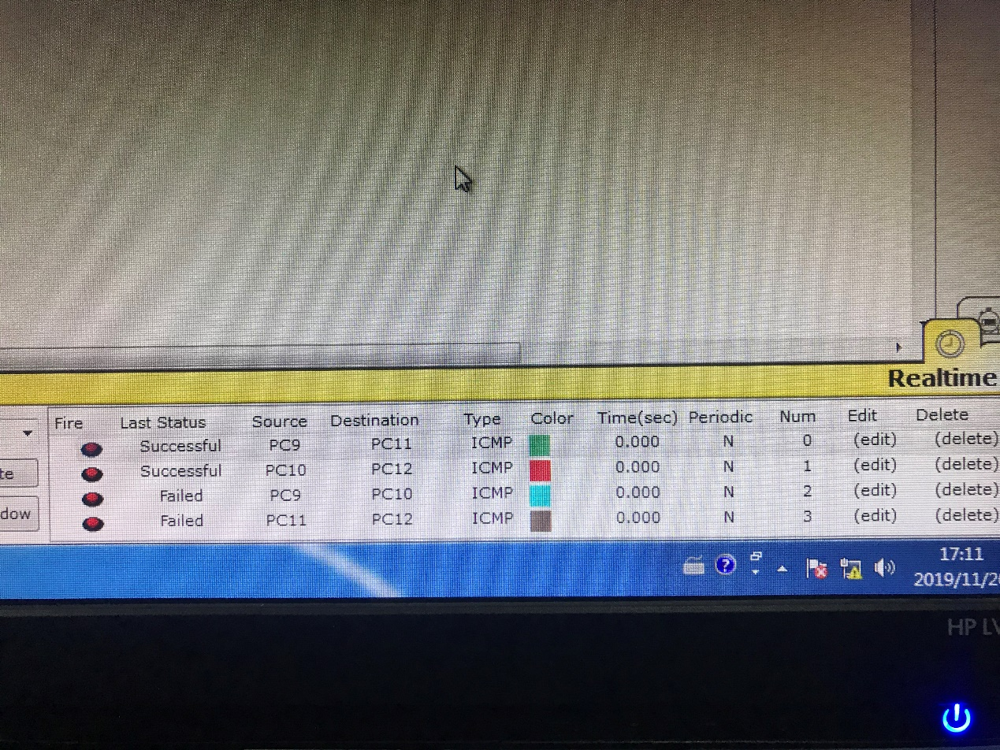 Realtime
Fire Last Status Source Destination Type Color Time(sec) Periodic Num Edit Delete
Successful PC9 PC11 ICMP 0.000 N 0 (edit) (delete)
te Successful PC10 PC12 ICMP 0.000 N 1 (edit) (delete)
Failed PC9 PC10 ICMP 0.000 N 2 (edit) (delete)
dow Failed PC11 PC12 ICMP 0.000 N 3 (edit) (delete)
17:11
2019/11/2
HP LV